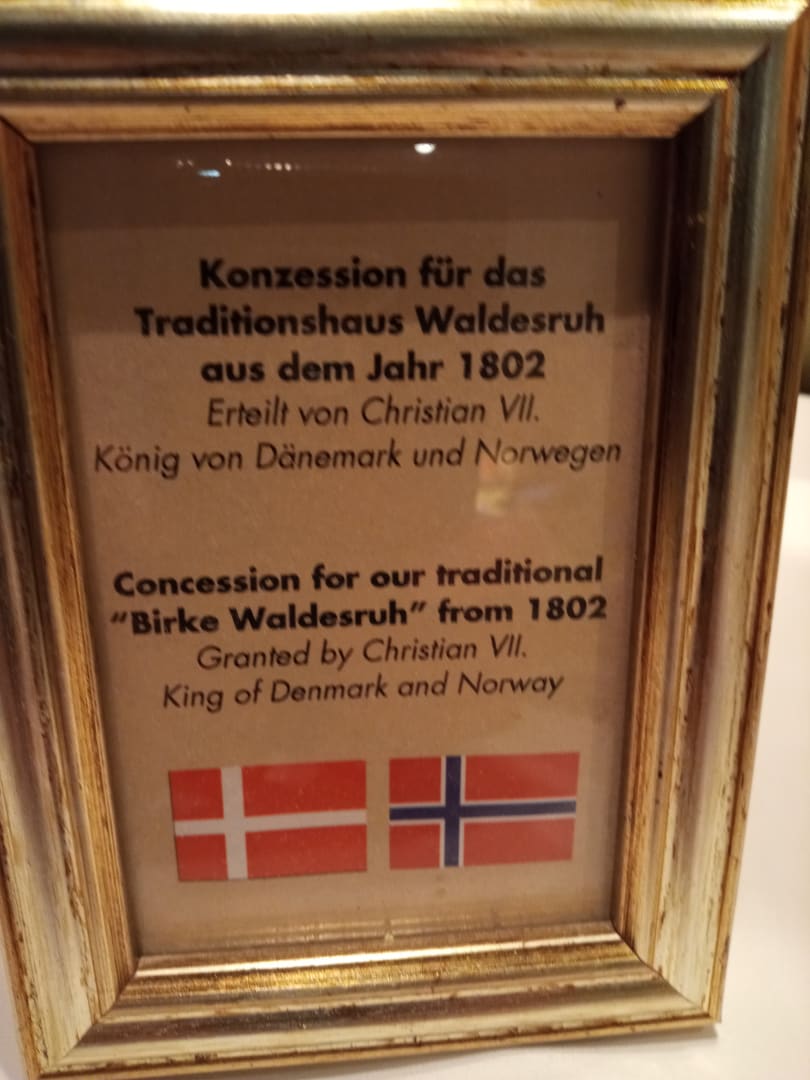 Konzession für das
Traditionshaus Waldesruh
aus dem Jahr 1802
Erteilt von Christian VII.
König von Dänemark und Norwegen
Concession for our traditional
"Birke Waldesruh" from 1802
Granted by Christian VII.
King of Denmark and Norway